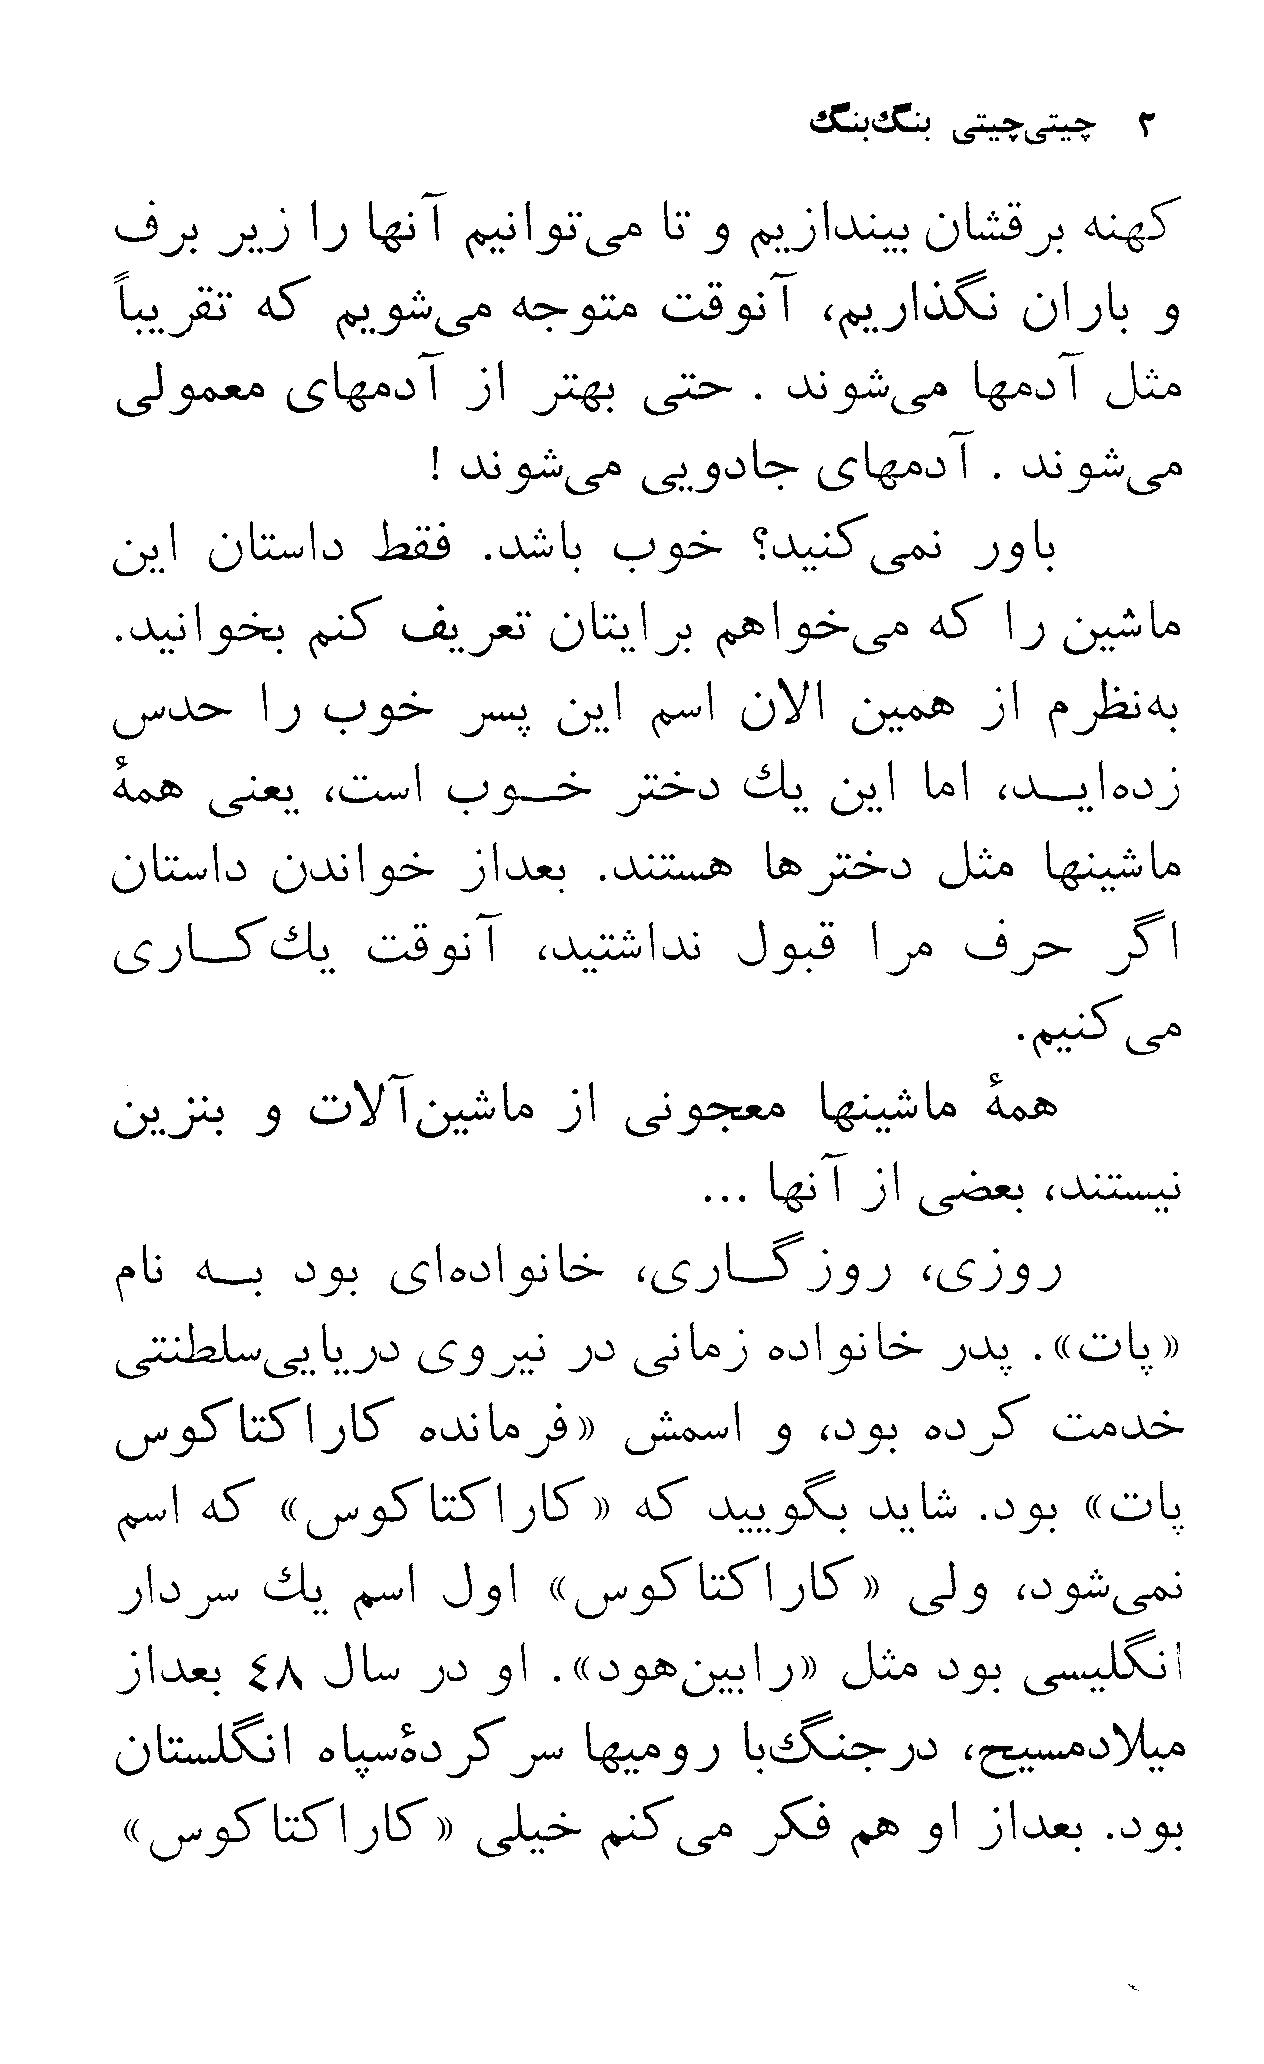 ۲ چیتی‌چیتی بنگ‌بنگ
کهنه برقشان بیندازیم و تا می‌توانیم آنها را زیر برف
و باران نگذاریم، آنوقت متوجه می‌شویم که تقریباً
مثل آدمها می‌شوند . حتی بهتر از آدمهای معمولی
می‌شوند . آدمهای جادویی می‌شوند !
باور نمی‌کنید؟ خوب باشد. فقط داستان این
ماشین را که می‌خواهم برایتان تعریف کنم بخوانید.
به‌نظرم از همین الان اسم این پسر خوب را حدس
زده‌ایـد، اما این یك دختر خـوب است، یعنی همهٔ
ماشینها مثل دخترها هستند. بعداز خواندن داستان
اگر حرف مرا قبول نداشتید، آنوقت یك‌کـاری
می‌کنیم.
همهٔ ماشینها معجونی از ماشین‌آلات و بنزین
نیستند، بعضی از آنها ...
روزی، روزگـاری، خانواده‌ای بود بـه نام
«پات». پدر خانواده زمانی در نیروی دریایی‌سلطنتی
خدمت کرده بود، و اسمش «فرمانده کاراکتاکوس
پات» بود. شاید بگویید که «کاراکتاکوس» که اسم
نمی‌شود، ولی «کاراکتاکوس» اول اسم یك سردار
انگلیسی بود مثل «رابین‌هود». او در سال ٤٨ بعداز
میلادمسیح، درجنگ‌با رومیها سرکردهٔ‌سپاه انگلستان
بود. بعداز او هم فکر می‌کنم خیلی «کاراکتاکوس»